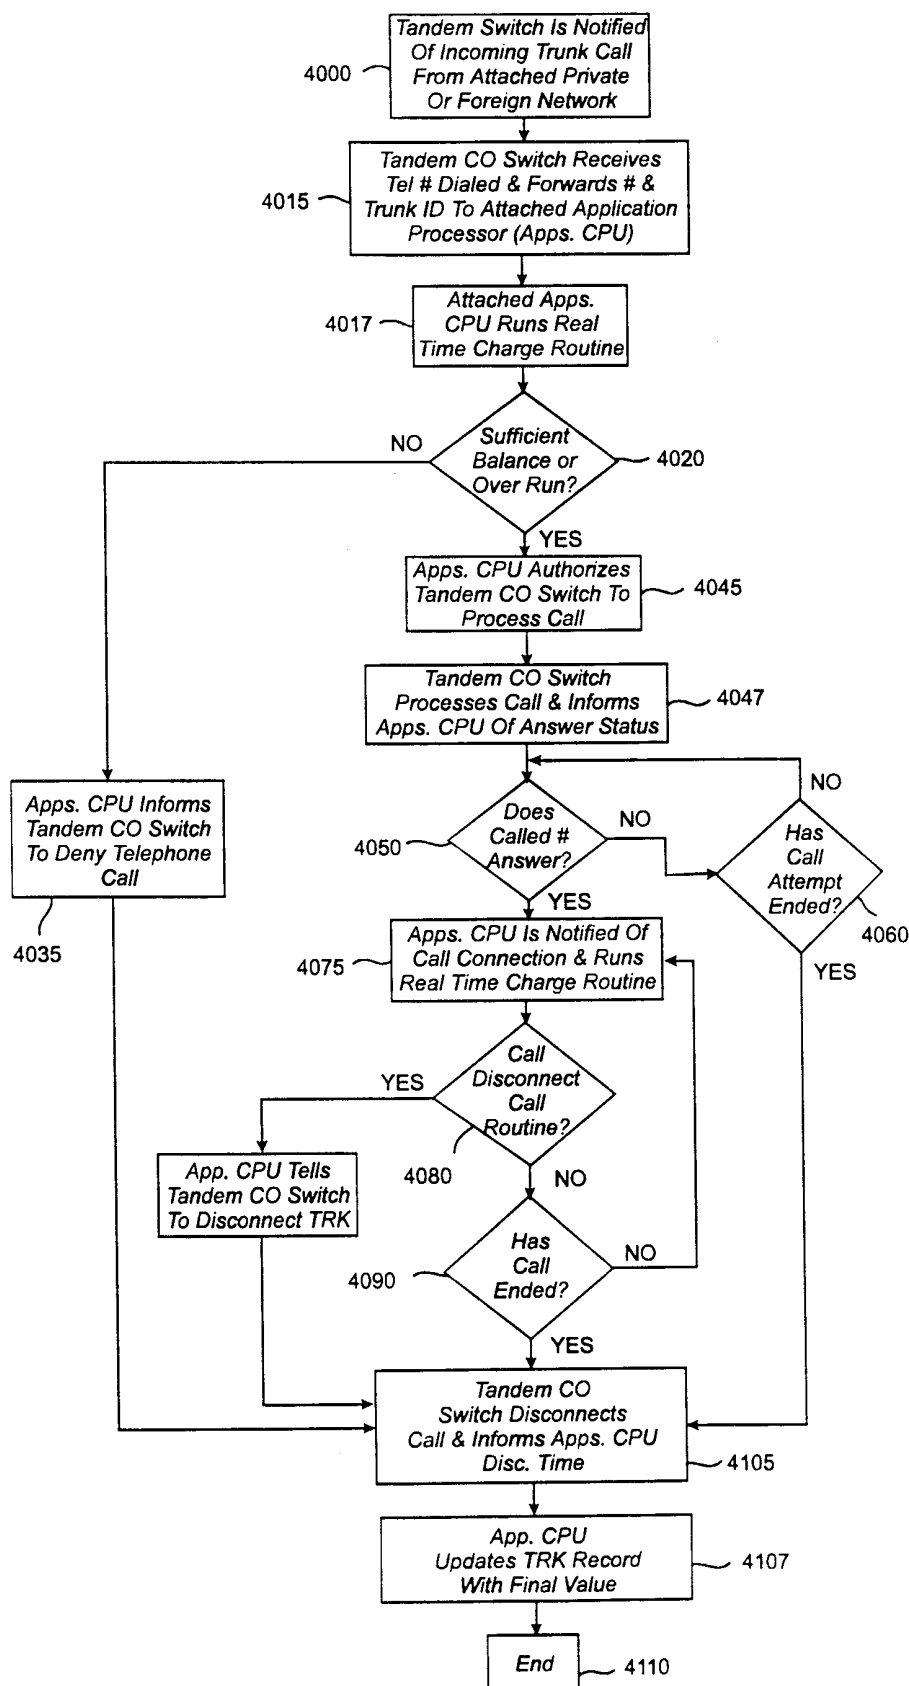 Tandem Switch Is Notified
Of Incoming Trunk Call
From Attached Private
Or Foreign Network
4000
Tandem CO Switch Receives
Tel # Dialed & Forwards # &
Trunk ID To Attached Application
Processor (Apps. CPU)
4015
Attached Apps.
CPU Runs Real
Time Charge Routine
4017
Sufficient
Balance or
Over Run?
4020
NO
YES
Apps. CPU Authorizes
Tandem CO Switch To
Process Call
4045
Tandem CO Switch
Processes Call & Informs
Apps. CPU Of Answer Status
4047
Apps. CPU Informs
Tandem CO Switch
To Deny Telephone
Call
4035
Does
Called #
Answer?
4050
NO
YES
Has
Call
Attempt
Ended?
4060
NO
YES
Apps. CPU Is Notified Of
Call Connection & Runs
Real Time Charge Routine
4075
Call
Disconnect
Call
Routine?
4080
YES
NO
App. CPU Tells
Tandem CO Switch
To Disconnect TRK
Has
Call
Ended?
4090
NO
YES
Tandem CO
Switch Disconnects
Call & Informs Apps. CPU
Disc. Time
4105
App. CPU
Updates TRK Record
With Final Value
4107
End
4110